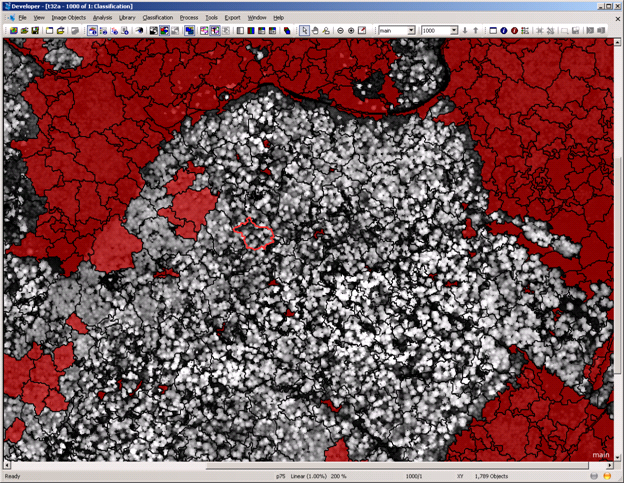 Developer - [t32a - 1000 of 1: Classification]
File View Image Objects Analysis Library Classification Process Tools Export Window Help
main 1000
main
Ready p75 Linear (1.00%) 200 % 1000/1 XY 1,789 Objects